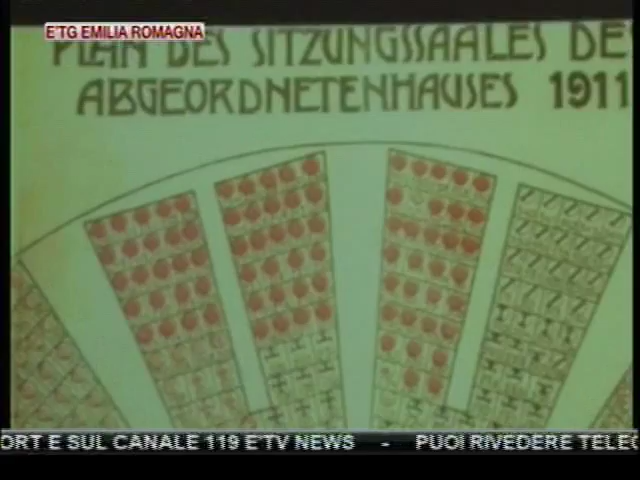 E'TG EMILIA ROMAGNA
PLAN DES SITZUNGSSAALES DES
ABGEORDNETENHAUSES 1911
ORT E SUL CANALE 119 E'TV NEWS - PUOI RIVEDERE TELEG